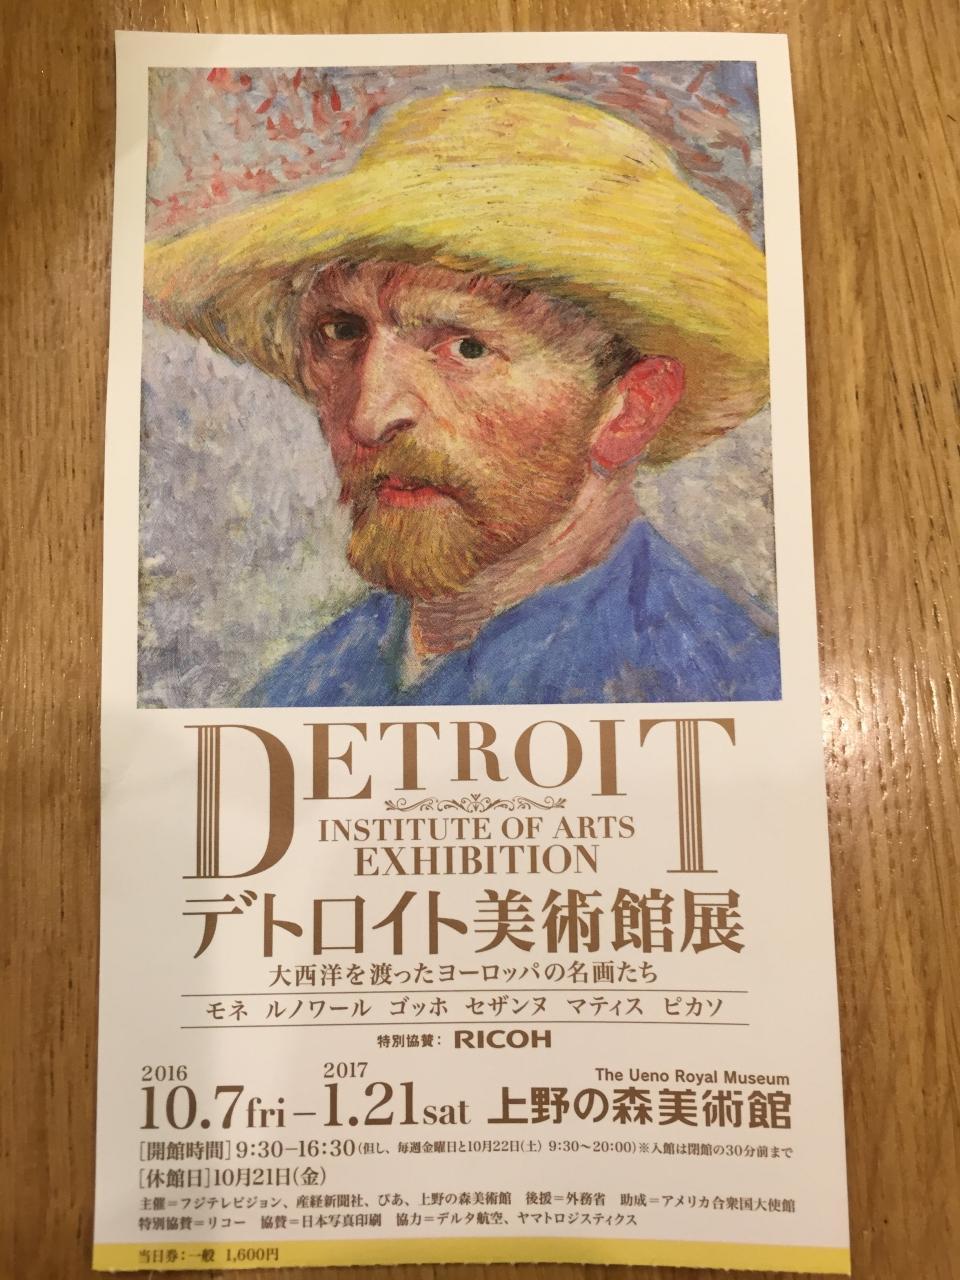 DETROIT
INSTITUTE OF ARTS
EXHIBITION
デトロイト美術館展
大西洋を渡ったヨーロッパの名画たち
モネ ルノワール ゴッホ セザンヌ マティス ピカソ
特別協賛： RICOH
2016 10.7fri–2017 1.21sat
The Ueno Royal Museum
上野の森美術館
[開館時間] 9:30–16:30 (但し、毎週金曜日と10月22日(土) 9:30~20:00) ※入館は閉館の30分前まで
[休館日]10月21日(金)
主催＝フジテレビジョン、産経新聞社、ぴあ、上野の森美術館 後援＝外務省 助成＝アメリカ合衆国大使館
特別協賛＝リコー 協賛＝日本写真印刷 協力＝デルタ航空、ヤマトロジスティクス
当日券：一般 1,600円